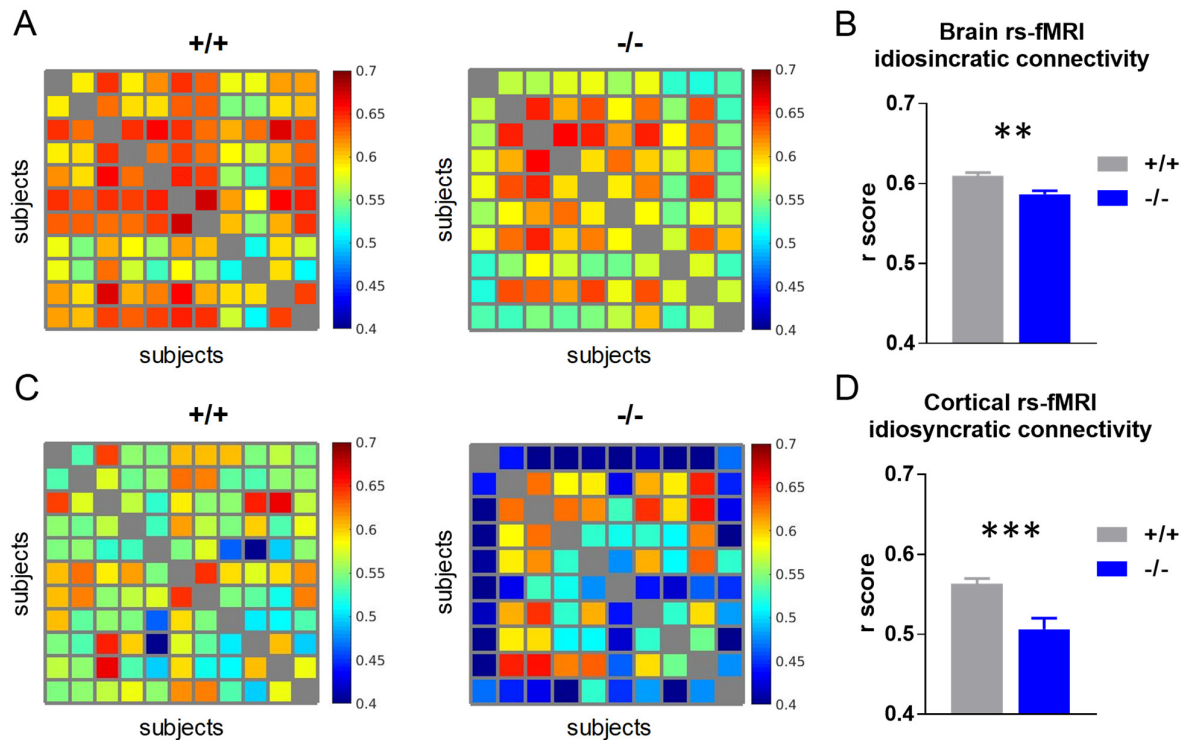 A
+/+
-/-
0.7
0.65
0.6
0.55
0.5
0.45
0.4
0.7
0.65
0.6
0.55
0.5
0.45
0.4
subjects
subjects
subjects
subjects
B
Brain rs-fMRI
idiosincratic connectivity
0.7
0.6
0.5
0.4
r score
**
+/+
-/-
C
+/+
-/-
0.7
0.65
0.6
0.55
0.5
0.45
0.4
0.7
0.65
0.6
0.55
0.5
0.45
0.4
subjects
subjects
subjects
subjects
D
Cortical rs-fMRI
idiosyncratic connectivity
0.7
0.6
0.5
0.4
r score
***
+/+
-/-